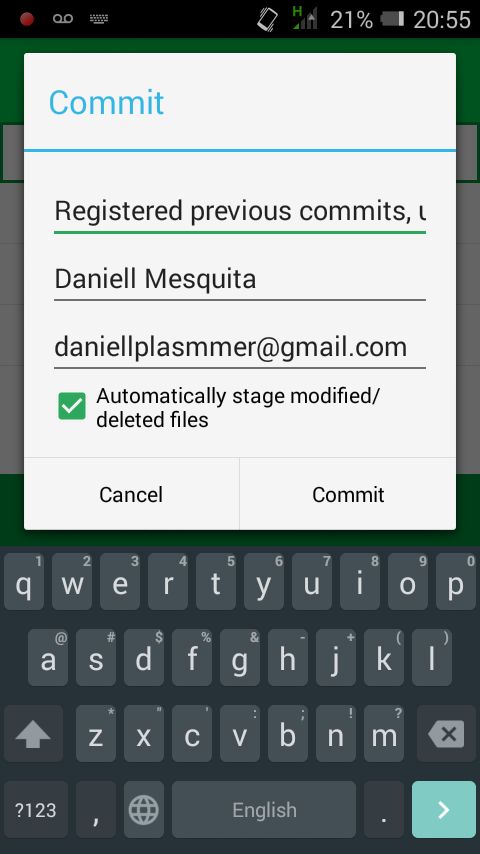 H 21% 20:55
Commit
Registered previous commits,
Daniell Mesquita
daniellplasmmer@gmail.com
Automatically stage modified/
deleted files
Cancel Commit
1 2 3 4 5 6 7 8 9 0
q w e r t y u i o p
@ # $ % & - + ( )
a s d f g h j k l
* " ' : ; ! ?
z x c v b n m
?123 , English .